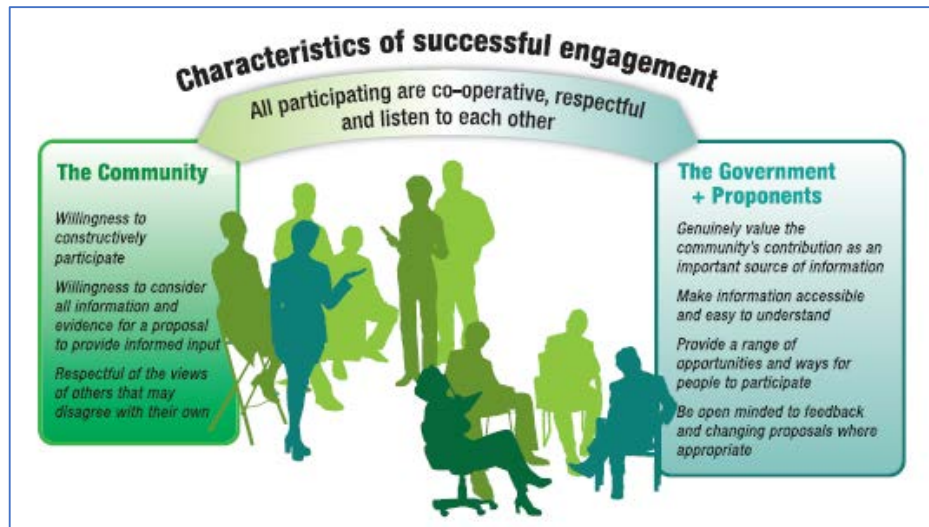 Characteristics of successful engagement
All participating are co-operative, respectful
and listen to each other
The Community
Willingness to
constructively
participate
Willingness to consider
all information and
evidence for a proposal
to provide informed input
Respectful of the views
of others that may
disagree with their own
The Government
+ Proponents
Genuinely value the
community's contribution as an
important source of information
Make information accessible
and easy to understand
Provide a range of
opportunities and ways for
people to participate
Be open minded to feedback
and changing proposals where
appropriate